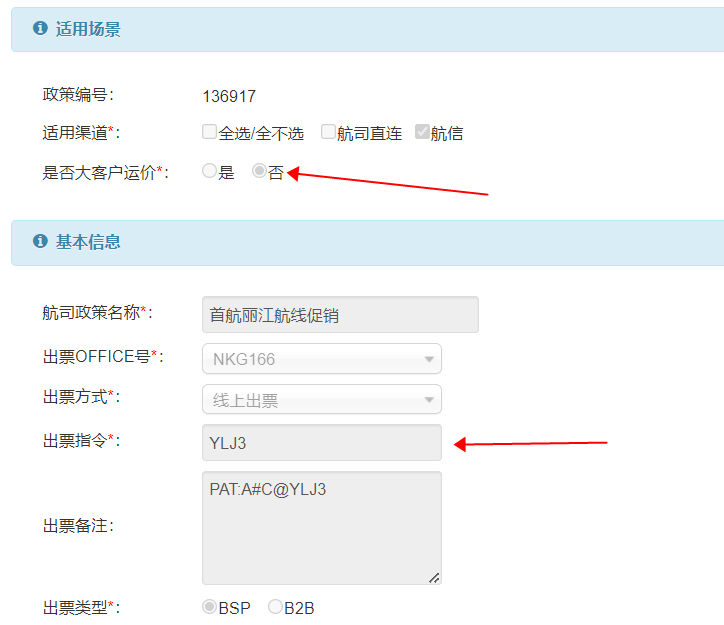 适用场景
政策编号： 136917
适用渠道*： 全选/全不选 航司直连 航信
是否大客户运价*： 是 否
基本信息
航司政策名称*： 首航丽江航线促销
出票OFFICE号*： NKG166
出票方式*： 线上出票
出票指令*： YLJ3
PAT:A#C@YLJ3
出票备注：
出票类型*： BSP B2B